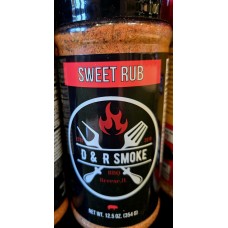 SWEET RUB
D & R SMOKE
BBQ
NET WT. 12.5 OZ. (354 G)